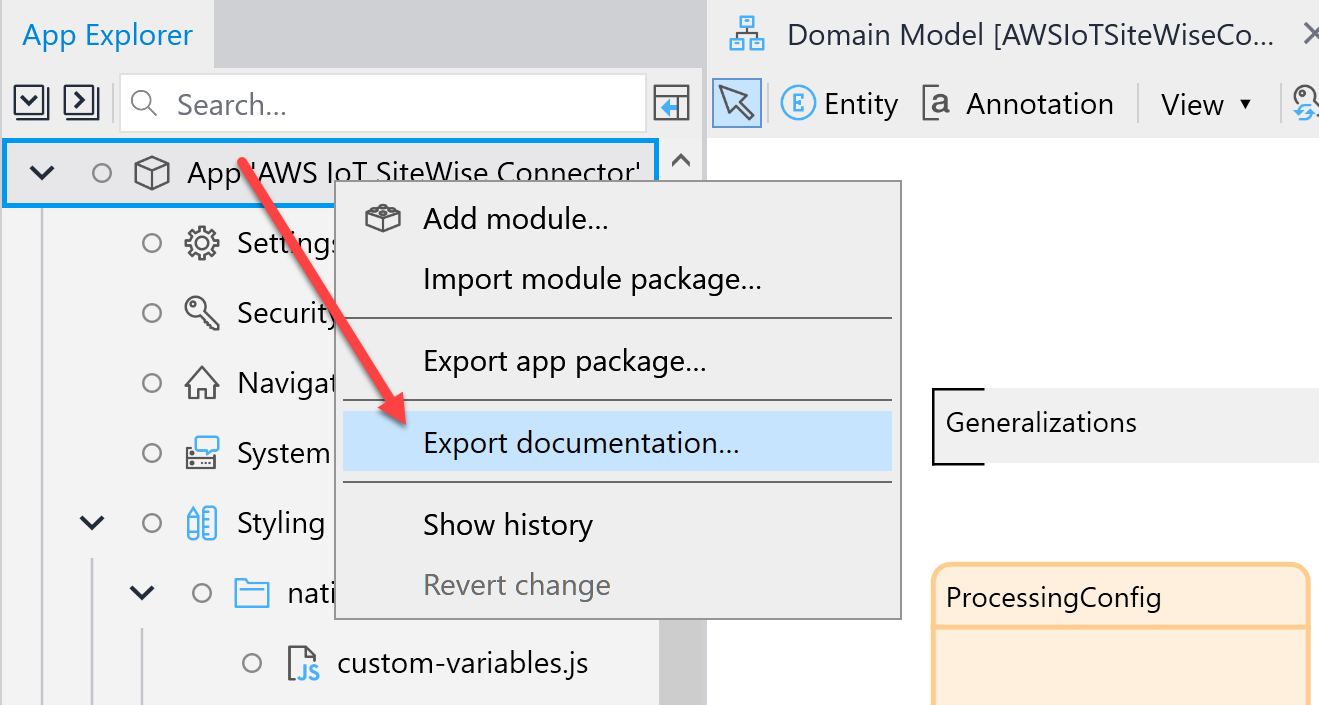 App Explorer
Domain Model [AWSIoTSiteWiseCo...
Search...
E Entity
a Annotation
View
App 'AWS IoT SiteWise Connector'
Add module...
Settings
Import module package...
Security
Export app package...
Navigat
Generalizations
Export documentation...
System
Styling
Show history
nati
Revert change
ProcessingConfig
JS custom-variables.js